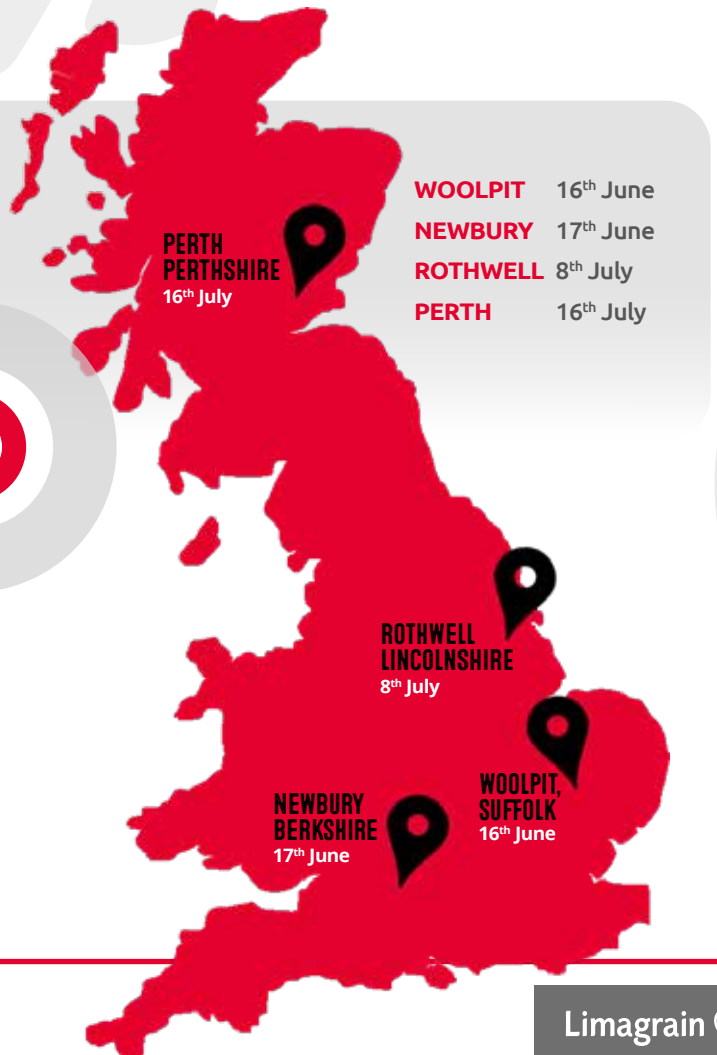 WOOLPIT 16th June
NEWBURY 17th June
ROTHWELL 8th July
PERTH 16th July
PERTH
PERTHSHIRE
16th July
ROTHWELL
LINCOLNSHIRE
8th July
WOOLPIT,
SUFFOLK
16th June
NEWBURY
BERKSHIRE
17th June
Limagrain